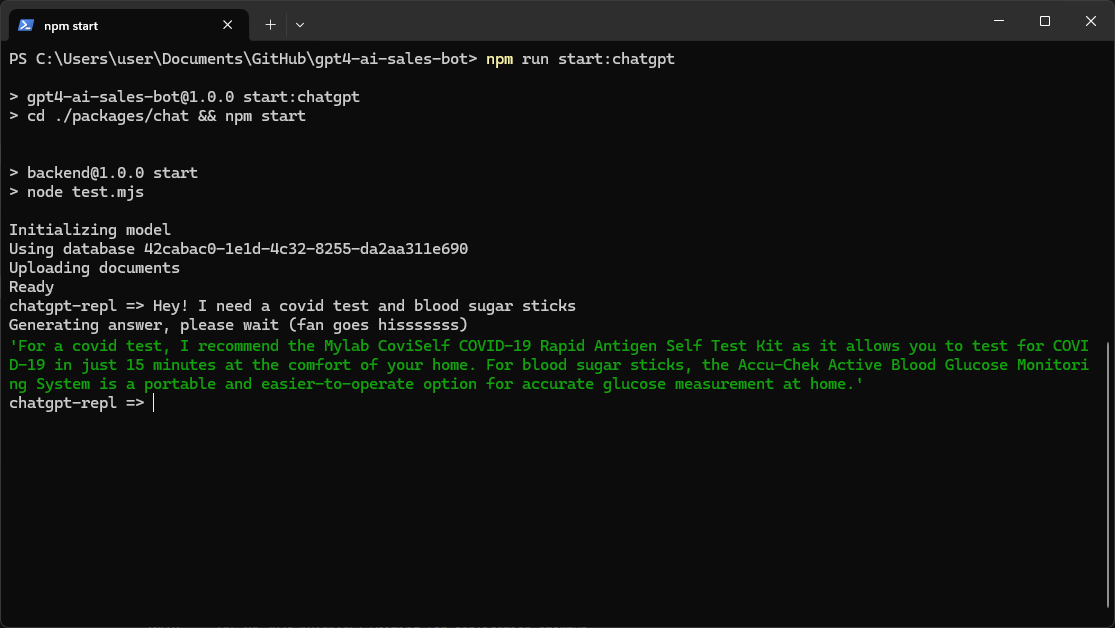 npm start
PS C:\Users\user\Documents\GitHub\gpt4-ai-sales-bot> npm run start:chatgpt
> gpt4-ai-sales-bot@1.0.0 start:chatgpt
> cd ./packages/chat && npm start
> backend@1.0.0 start
> node test.mjs
Initializing model
Using database 42cabac0-1e1d-4c32-8255-da2aa311e690
Uploading documents
Ready
chatgpt-repl => Hey! I need a covid test and blood sugar sticks
Generating answer, please wait (fan goes hisssssss)
'For a covid test, I recommend the Mylab CoviSelf COVID-19 Rapid Antigen Self Test Kit as it allows you to test for COVI
D-19 in just 15 minutes at the comfort of your home. For blood sugar sticks, the Accu-Chek Active Blood Glucose Monitori
ng System is a portable and easier-to-operate option for accurate glucose measurement at home.'
chatgpt-repl =>